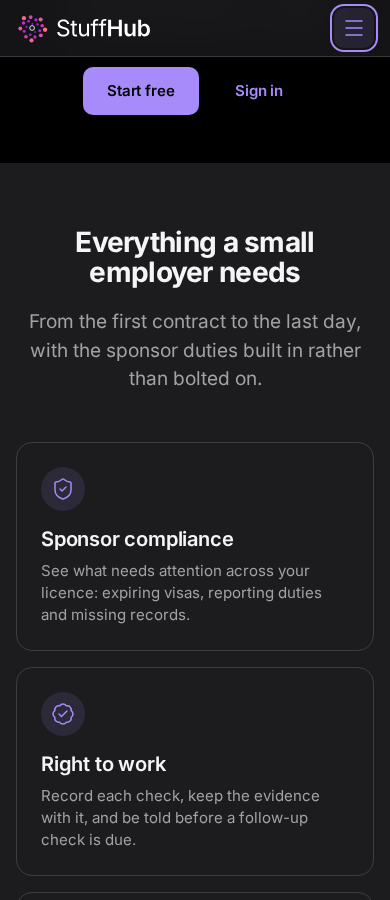 StuffHub
Start free
Sign in
Everything a small
employer needs
From the first contract to the last day,
with the sponsor duties built in rather
than bolted on.
Sponsor compliance
See what needs attention across your
licence: expiring visas, reporting duties
and missing records.
Right to work
Record each check, keep the evidence
with it, and be told before a follow-up
check is due.